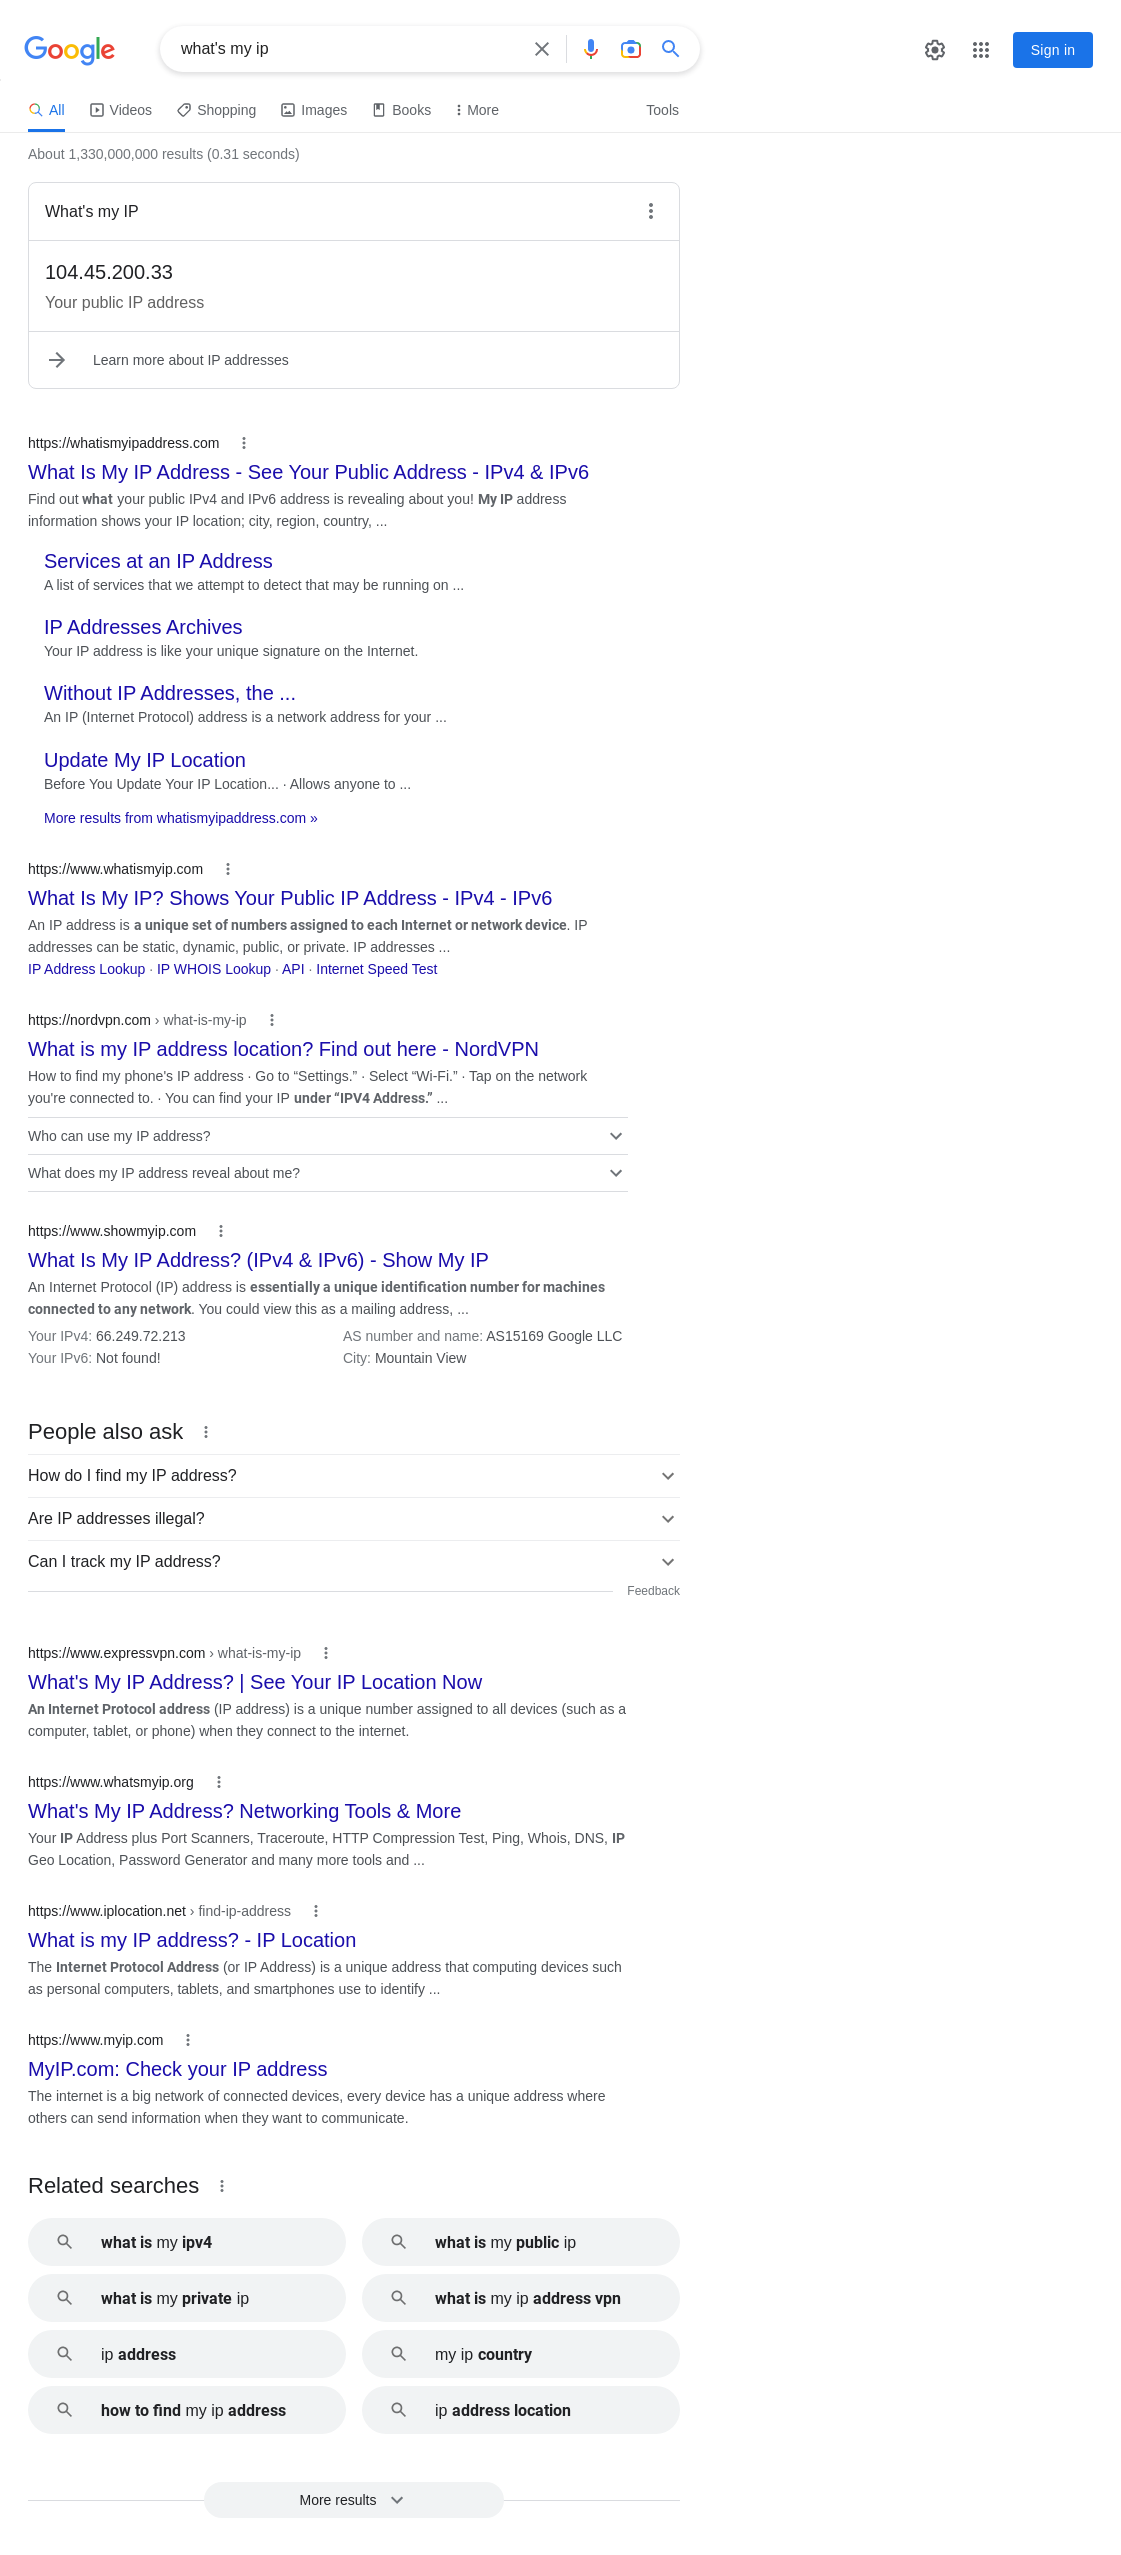 Google
what's my ip
Sign in
All
Videos
Shopping
Images
Books
More
Tools
About 1,330,000,000 results (0.31 seconds)
What's my IP
104.45.200.33
Your public IP address
Learn more about IP addresses
https://whatismyipaddress.com
What Is My IP Address - See Your Public Address - IPv4 & IPv6
Find out what your public IPv4 and IPv6 address is revealing about you! My IP address
information shows your IP location; city, region, country, ...
Services at an IP Address
A list of services that we attempt to detect that may be running on ...
IP Addresses Archives
Your IP address is like your unique signature on the Internet.
Without IP Addresses, the ...
An IP (Internet Protocol) address is a network address for your ...
Update My IP Location
Before You Update Your IP Location... · Allows anyone to ...
More results from whatismyipaddress.com »
https://www.whatismyip.com
What Is My IP? Shows Your Public IP Address - IPv4 - IPv6
An IP address is a unique set of numbers assigned to each Internet or network device. IP
addresses can be static, dynamic, public, or private. IP addresses ...
IP Address Lookup · IP WHOIS Lookup · API · Internet Speed Test
https://nordvpn.com › what-is-my-ip
What is my IP address location? Find out here - NordVPN
How to find my phone's IP address · Go to “Settings.” · Select “Wi-Fi.” · Tap on the network
you're connected to. · You can find your IP under “IPV4 Address.” ...
Who can use my IP address?
What does my IP address reveal about me?
https://www.showmyip.com
What Is My IP Address? (IPv4 & IPv6) - Show My IP
An Internet Protocol (IP) address is essentially a unique identification number for machines
connected to any network. You could view this as a mailing address, ...
Your IPv4: 66.249.72.213
AS number and name: AS15169 Google LLC
Your IPv6: Not found!
City: Mountain View
People also ask
How do I find my IP address?
Are IP addresses illegal?
Can I track my IP address?
Feedback
https://www.expressvpn.com › what-is-my-ip
What's My IP Address? | See Your IP Location Now
An Internet Protocol address (IP address) is a unique number assigned to all devices (such as a
computer, tablet, or phone) when they connect to the internet.
https://www.whatsmyip.org
What's My IP Address? Networking Tools & More
Your IP Address plus Port Scanners, Traceroute, HTTP Compression Test, Ping, Whois, DNS, IP
Geo Location, Password Generator and many more tools and ...
https://www.iplocation.net › find-ip-address
What is my IP address? - IP Location
The Internet Protocol Address (or IP Address) is a unique address that computing devices such
as personal computers, tablets, and smartphones use to identify ...
https://www.myip.com
MyIP.com: Check your IP address
The internet is a big network of connected devices, every device has a unique address where
others can send information when they want to communicate.
Related searches
what is my ipv4
what is my public ip
what is my private ip
what is my ip address vpn
ip address
my ip country
how to find my ip address
ip address location
More results